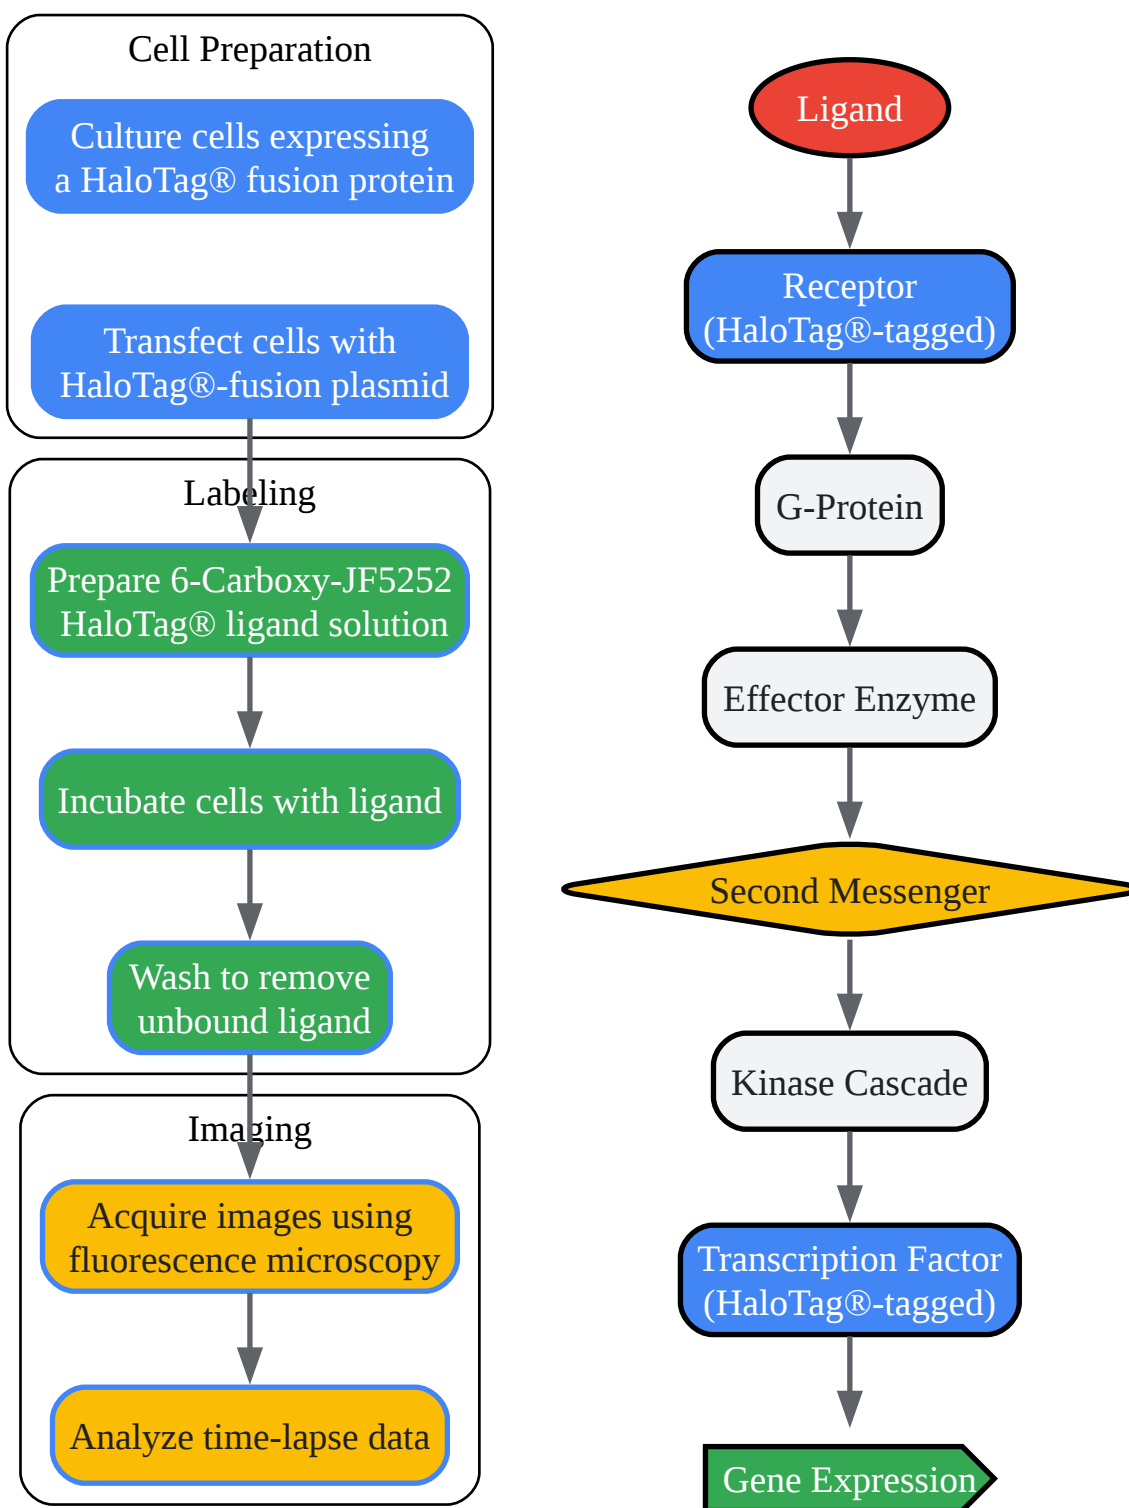 Cell Preparation
Culture cells expressing
a HaloTag® fusion protein
Transfect cells with
HaloTag®-fusion plasmid
Labeling
Prepare 6-Carboxy-JF5252
HaloTag® ligand solution
Incubate cells with ligand
Wash to remove
unbound ligand
Imaging
Acquire images using
fluorescence microscopy
Analyze time-lapse data
Ligand
Receptor
(HaloTag®-tagged)
G-Protein
Effector Enzyme
Second Messenger
Kinase Cascade
Transcription Factor
(HaloTag®-tagged)
Gene Expression